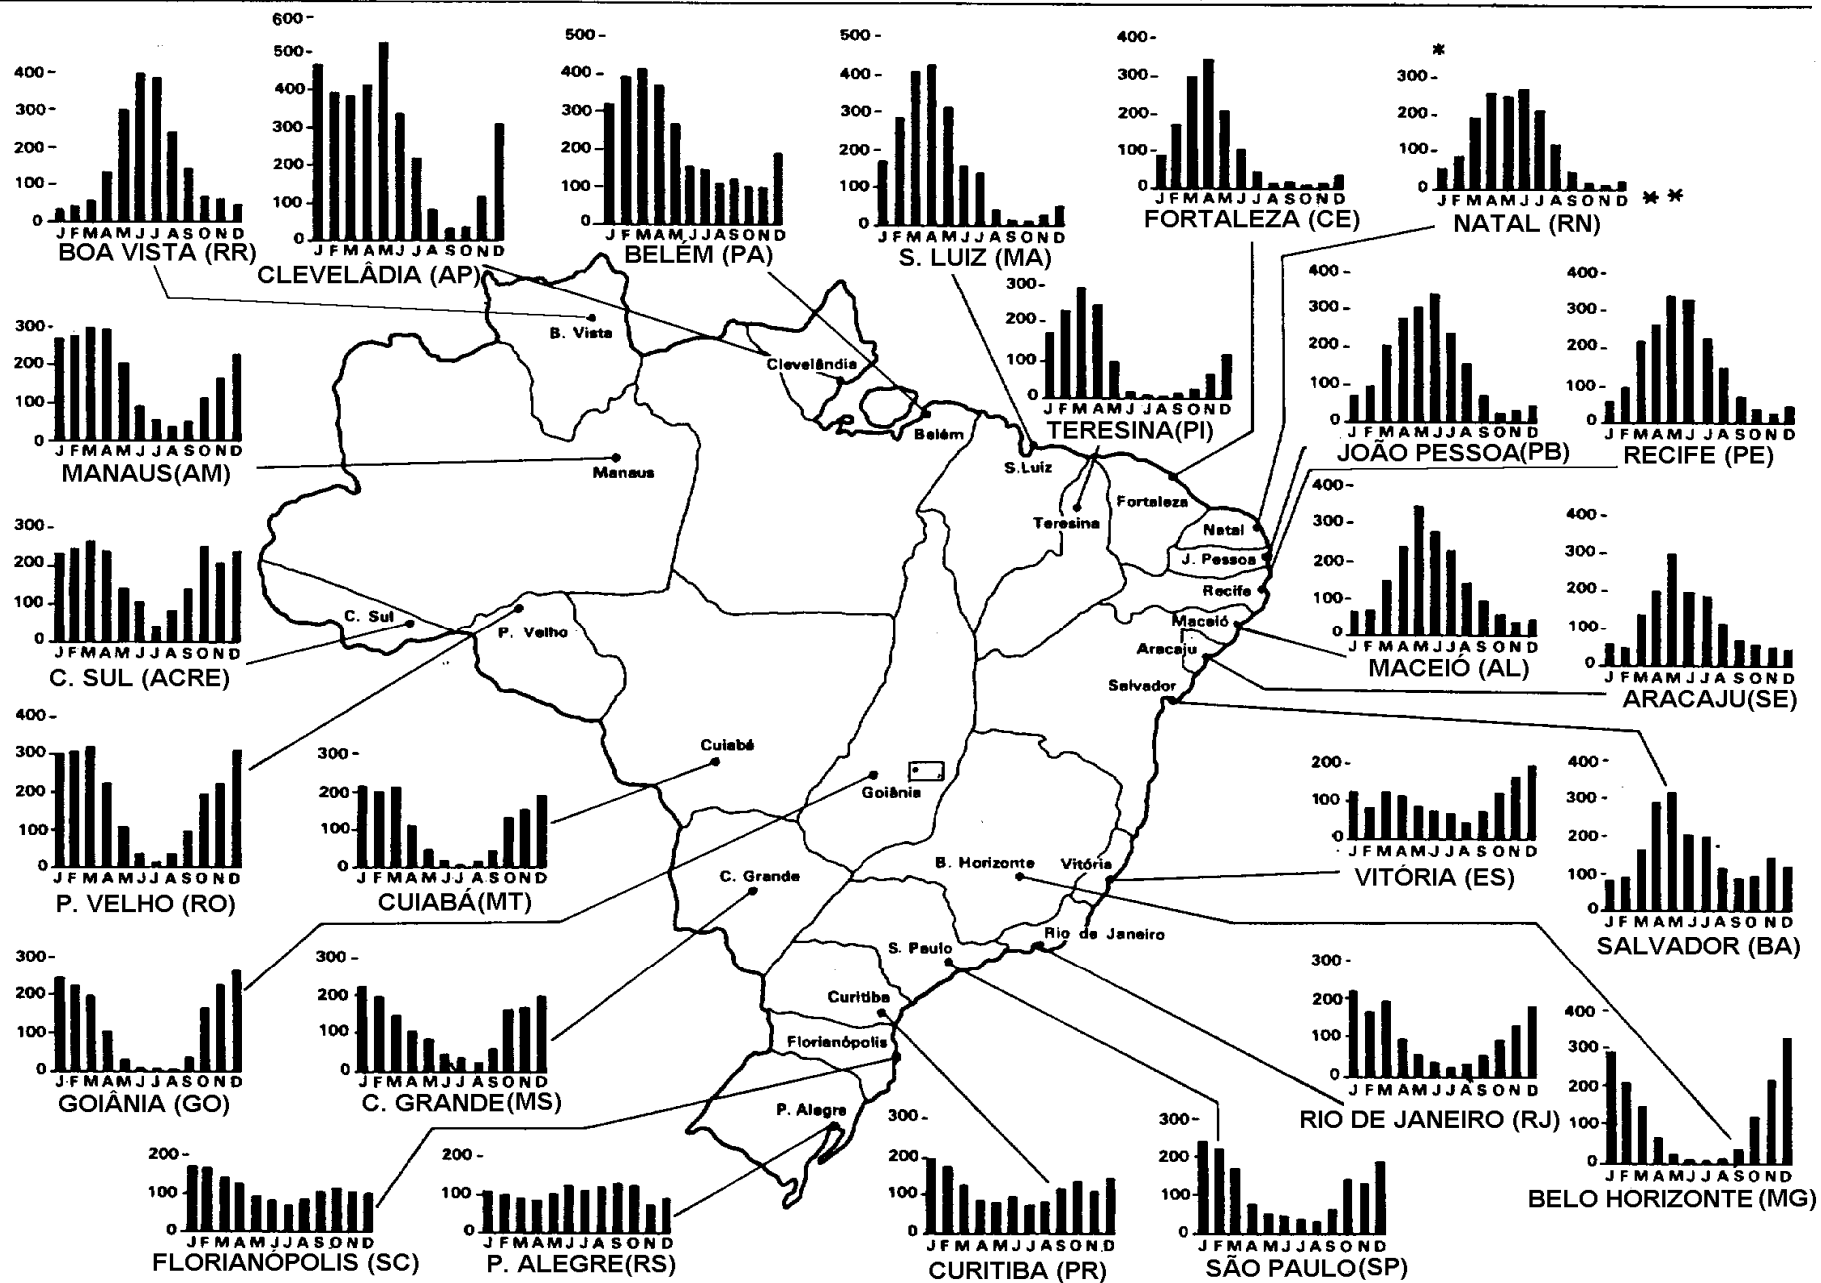 600-
500-
400-
300-
200-
100-
0
J F M A M J J A S O N D
CLEVELÂDIA (AP)
400-
300-
200-
100-
0
J F M A M J J A S O N D
BOA VISTA (RR)
500-
400-
300-
200-
100-
0
J F M A M J J A S O N D
BELÉM (PA)
500-
400-
300-
200-
100-
0
J F M A M J J A S O N D
S. LUIZ (MA)
400-
300-
200-
100-
0
J F M A M J J A S O N D
FORTALEZA (CE)
*
300-
200-
100-
0
J F M A M J J A S O N D
NATAL (RN)
* *
300-
200-
100-
0
J F M A M J J A S O N D
MANAUS(AM)
300-
200-
100-
0
J F M A M J J A S O N D
TERESINA(PI)
400-
300-
200-
100-
0
J F M A M J J A S O N D
JOÃO PESSOA(PB)
400-
300-
200-
100-
0
J F M A M J J A S O N D
RECIFE (PE)
300-
200-
100-
0
J F M A M J J A S O N D
C. SUL (ACRE)
400-
300-
200-
100-
0
J F M A M J J A S O N D
MACEIÓ (AL)
400-
300-
200-
100-
0
J F M A M J J A S O N D
ARACAJU(SE)
400-
300-
200-
100-
0
J F M A M J J A S O N D
P. VELHO (RO)
300-
200-
100-
0
J F M A M J J A S O N D
CUIABÁ(MT)
200-
100-
0
J F M A M J J A S O N D
VITÓRIA (ES)
400-
300-
200-
100-
0
J F M A M J J A S O N D
SALVADOR (BA)
300-
200-
100-
0
J F M A M J J A S O N D
GOIÂNIA (GO)
300-
200-
100-
0
J F M A M J J A S O N D
C. GRANDE(MS)
300-
200-
100-
0
J F M A M J J A S O N D
RIO DE JANEIRO (RJ)
400-
300-
200-
100-
0
J F M A M J J A S O N D
BELO HORIZONTE (MG)
200-
100-
0
J F M A M J J A S O N D
FLORIANÓPOLIS (SC)
200-
100-
0
J F M A M J J A S O N D
P. ALEGRE(RS)
300-
200-
100-
0
J F M A M J J A S O N D
CURITIBA (PR)
300-
200-
100-
0
J F M A M J J A S O N D
SÃO PAULO(SP)
B. Vista
Clevelândia
Belém
S.Luiz
Manaus
Fortaleza
Teresina
Natal
J. Pessoa
Recife
C. Sul
P. Velho
Maceió
Aracaju
Salvador
Cuiabá
Goiânia
B. Horizonte
Vitória
C. Grande
Rio de Janeiro
S. Paulo
Curitiba
Florianópolis
P. Alegre